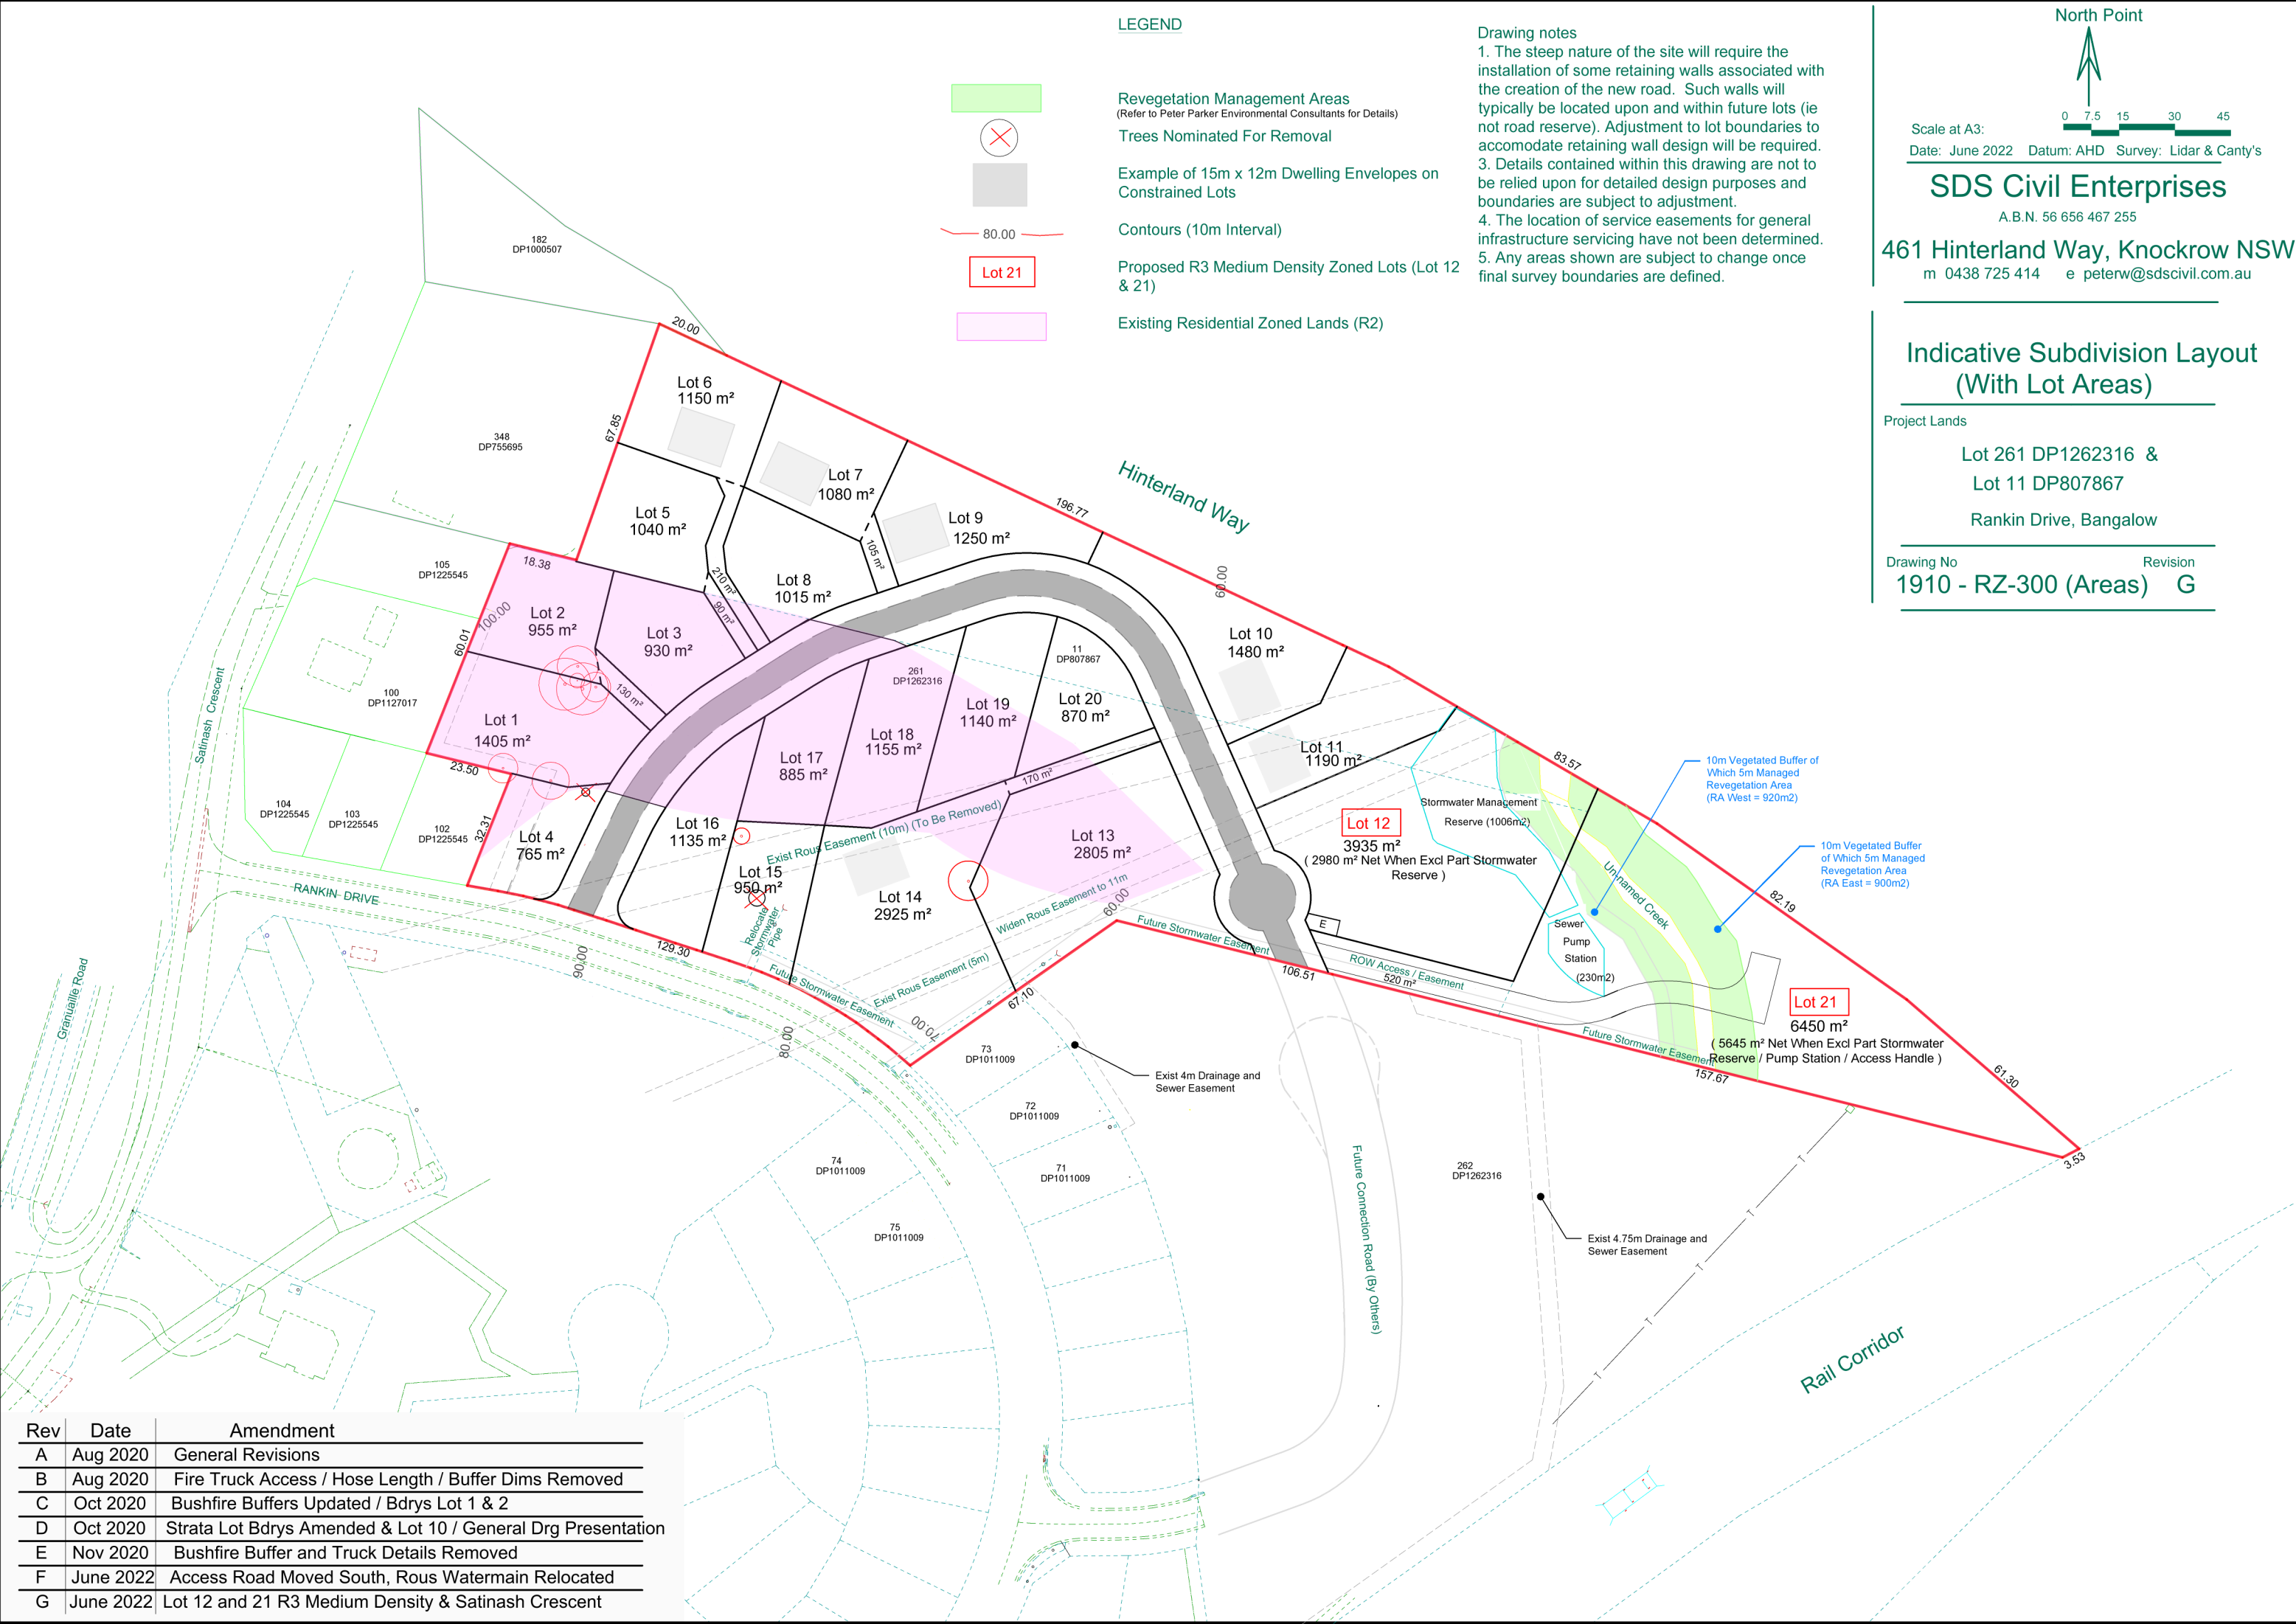 LEGEND
Revegetation Management Areas
(Refer to Peter Parker Environmental Consultants for Details)
Trees Nominated For Removal
Example of 15m x 12m Dwelling Envelopes on
Constrained Lots
80.00
Contours (10m Interval)
Lot 21
Proposed R3 Medium Density Zoned Lots (Lot 12
& 21)
Existing Residential Zoned Lands (R2)
Drawing notes
1. The steep nature of the site will require the
installation of some retaining walls associated with
the creation of the new road.  Such walls will
typically be located upon and within future lots (ie
not road reserve). Adjustment to lot boundaries to
accomodate retaining wall design will be required.
3. Details contained within this drawing are not to
be relied upon for detailed design purposes and
boundaries are subject to adjustment.
4. The location of service easements for general
infrastructure servicing have not been determined.
5. Any areas shown are subject to change once
final survey boundaries are defined.
North Point
0 7.5 15 30 45
Scale at A3:
Date: June 2022 Datum: AHD Survey: Lidar & Canty's
SDS Civil Enterprises
A.B.N. 56 656 467 255
461 Hinterland Way, Knockrow NSW
m 0438 725 414 e peterw@sdscivil.com.au
Indicative Subdivision Layout
(With Lot Areas)
Project Lands
Lot 261 DP1262316 &
Lot 11 DP807867
Rankin Drive, Bangalow
Drawing No Revision
1910 - RZ-300 (Areas) G
182
DP1000507
20.00
348
DP755695
67.85
Lot 6
1150 m²
Lot 7
1080 m²
Hinterland Way
196.77
Lot 5
1040 m²
Lot 9
1250 m²
105 m²
105
DP1225545
18.38
210 m²
90 m²
Lot 8
1015 m²
60.00
100.00
Lot 2
955 m²
Lot 3
930 m²
60.01
Lot 10
1480 m²
11
DP807867
261
DP1262316
100
DP1127017
130 m²
Satinash Crescent
Lot 1
1405 m²
Lot 20
870 m²
Lot 19
1140 m²
Lot 18
1155 m²
Lot 17
885 m²
Lot 11
1190 m²
23.50
170 m²
83.57
10m Vegetated Buffer of
Which 5m Managed
Revegetation Area
(RA West = 920m2)
104
DP1225545
103
DP1225545
102
DP1225545
32.31
Lot 4
765 m²
Lot 16
1135 m²
Exist Rous Easement (10m) (To Be Removed)
Lot 13
2805 m²
Stormwater Management
Reserve (1006m2)
Lot 12
3935 m²
( 2980 m² Net When Excl Part Stormwater
Reserve )
10m Vegetated Buffer
of Which 5m Managed
Revegetation Area
(RA East = 900m2)
Un-named Creek
82.19
RANKIN DRIVE
Lot 15
950 m²
Lot 14
2925 m²
Relocate
Stormwater
Pipe
Widen Rous Easement to 11m
60.00
Future Stormwater Easement
E
Sewer
Pump
Station
(230m2)
129.30
90.00
Future Stormwater Easement
Exist Rous Easement (5m)
106.51
ROW Access / Easement
520 m²
67.10
70.00
80.00
Granuaille Road
Lot 21
6450 m²
( 5645 m² Net When Excl Part Stormwater
Reserve / Pump Station / Access Handle )
Future Stormwater Easement
157.67
61.30
3.53
73
DP1011009
Exist 4m Drainage and
Sewer Easement
72
DP1011009
74
DP1011009
71
DP1011009
75
DP1011009
262
DP1262316
Future Connection Road (By Others)
T
T
T
T
T
Exist 4.75m Drainage and
Sewer Easement
Rail Corridor
Rev Date Amendment
A Aug 2020 General Revisions
B Aug 2020 Fire Truck Access / Hose Length / Buffer Dims Removed
C Oct 2020 Bushfire Buffers Updated / Bdrys Lot 1 & 2
D Oct 2020 Strata Lot Bdrys Amended & Lot 10 / General Drg Presentation
E Nov 2020 Bushfire Buffer and Truck Details Removed
F June 2022 Access Road Moved South, Rous Watermain Relocated
G June 2022 Lot 12 and 21 R3 Medium Density & Satinash Crescent